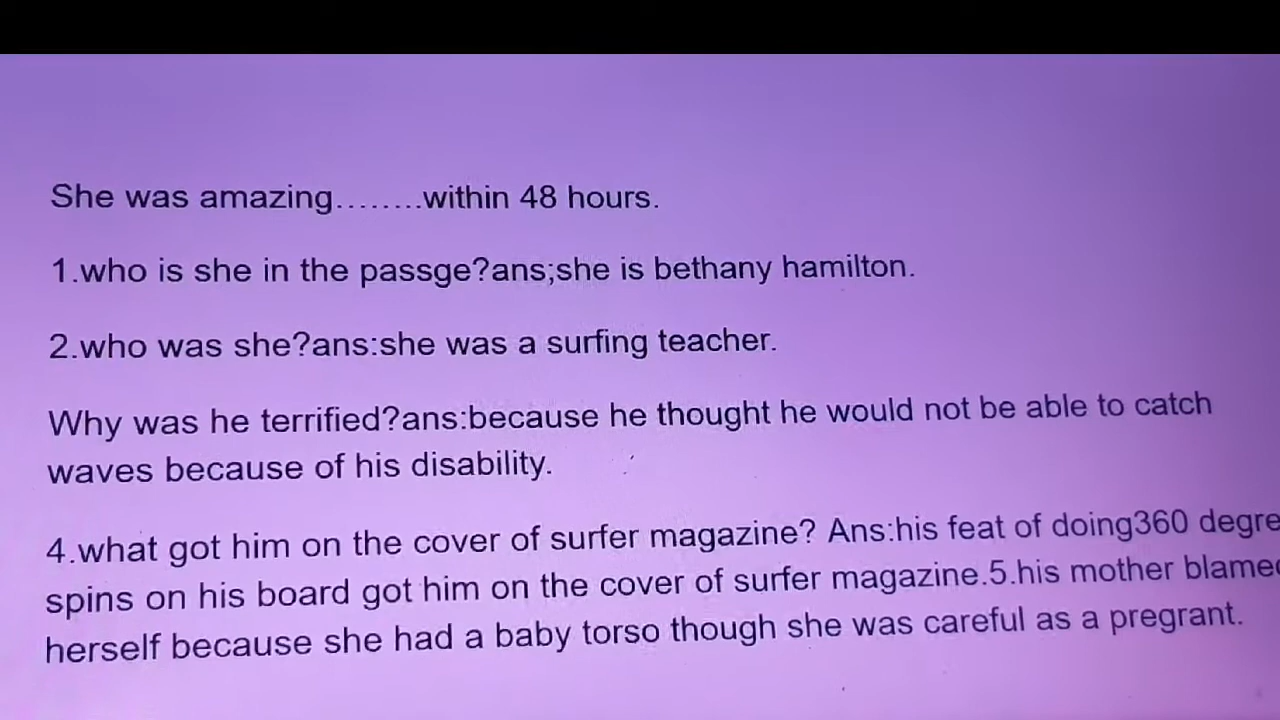 She was amazing........within 48 hours.
1.who is she in the passge?ans;she is bethany hamilton.
2.who was she?ans:she was a surfing teacher.
Why was he terrified?ans:because he thought he would not be able to catch
waves because of his disability.
4.what got him on the cover of surfer magazine? Ans:his feat of doing360 degre
spins on his board got him on the cover of surfer magazine.5.his mother blamed
herself because she had a baby torso though she was careful as a pregrant.